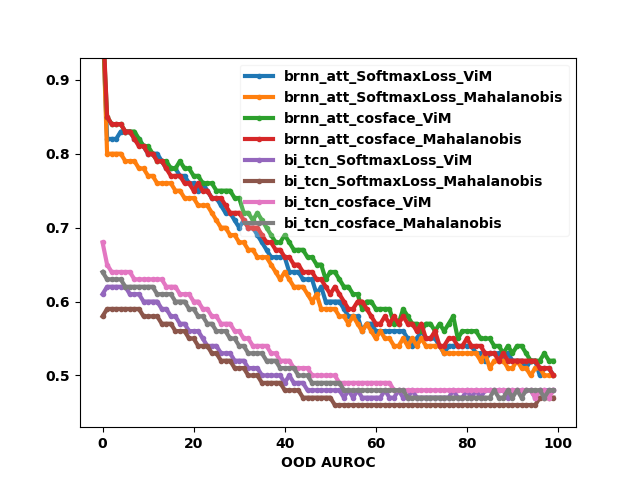 brnn_att_SoftmaxLoss_ViM
brnn_att_SoftmaxLoss_Mahalanobis
brnn_att_cosface_ViM
brnn_att_cosface_Mahalanobis
bi_tcn_SoftmaxLoss_ViM
bi_tcn_SoftmaxLoss_Mahalanobis
bi_tcn_cosface_ViM
bi_tcn_cosface_Mahalanobis
0.9
0.8
0.7
0.6
0.5
0 20 40 60 80 100
OOD AUROC